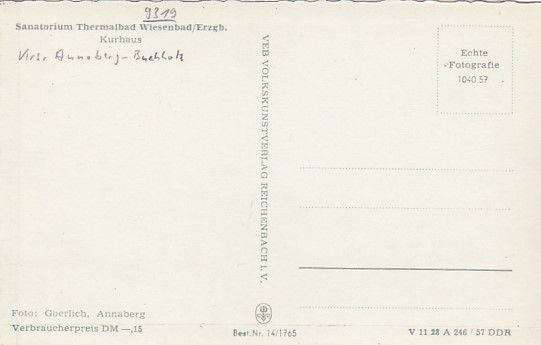 9319
Sanatorium Thermalbad Wiesenbad/Erzgb.
Kurhaus
Kreis Annaberg-Buchholz
VEB VOLKSKUNSTVERLAG REICHENBACH i. V.
Echte
Fotografie
1040 57
Foto: Goerlich, Annaberg
Verbraucherpreis DM —,15
Best.Nr. 14/1765
V 11 28 A 246 / 57 DDR